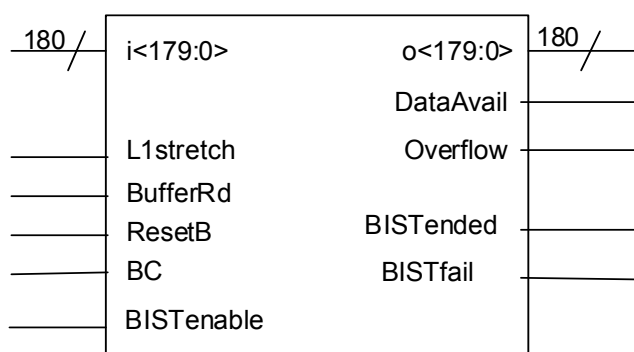 180 i<179:0> o<179:0> 180
DataAvail
L1stretch Overflow
BufferRd
ResetB BISTended
BC BISTfail
BISTenable